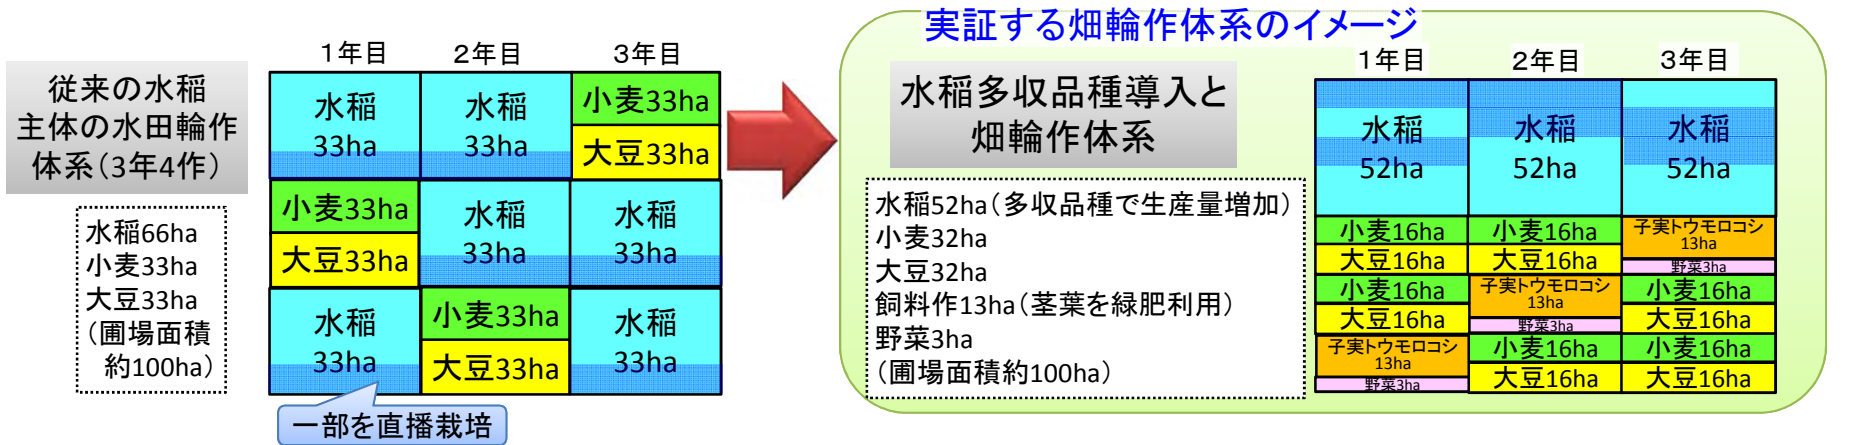 従来の水稲
主体の水田輪作
体系(3年4作)
水稲66ha
小麦33ha
大豆33ha
(圃場面積
約100ha)
1年目 2年目 3年目
水稲
33ha
水稲
33ha
小麦33ha
大豆33ha
小麦33ha
大豆33ha
水稲
33ha
水稲
33ha
水稲
33ha
小麦33ha
大豆33ha
水稲
33ha
一部を直播栽培
実証する畑輪作体系のイメージ
水稲多収品種導入と
畑輪作体系
水稲52ha(多収品種で生産量増加)
小麦32ha
大豆32ha
飼料作13ha(茎葉を緑肥利用)
野菜3ha
(圃場面積約100ha)
1年目 2年目 3年目
水稲
52ha
水稲
52ha
水稲
52ha
小麦16ha
大豆16ha
小麦16ha
大豆16ha
子実トウモロコシ
13ha
野菜3ha
小麦16ha
大豆16ha
子実トウモロコシ
13ha
野菜3ha
小麦16ha
大豆16ha
子実トウモロコシ
13ha
野菜3ha
小麦16ha
大豆16ha
小麦16ha
大豆16ha